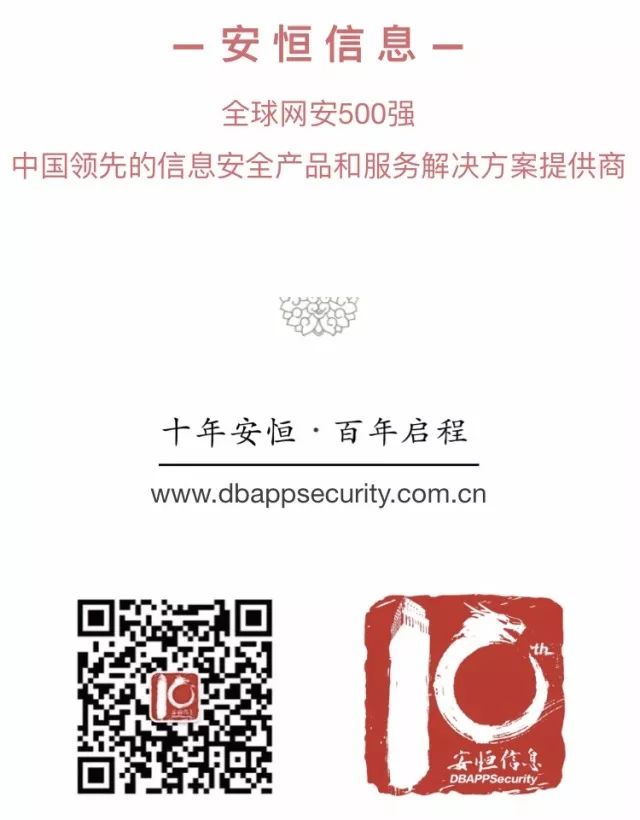 — 安恒信息 —
全球网安500强
中国领先的信息安全产品和服务解决方案提供商
十年安恒·百年启程
www.dbappsecurity.com.cn
10th
安恒信息
DBAPPSecurity